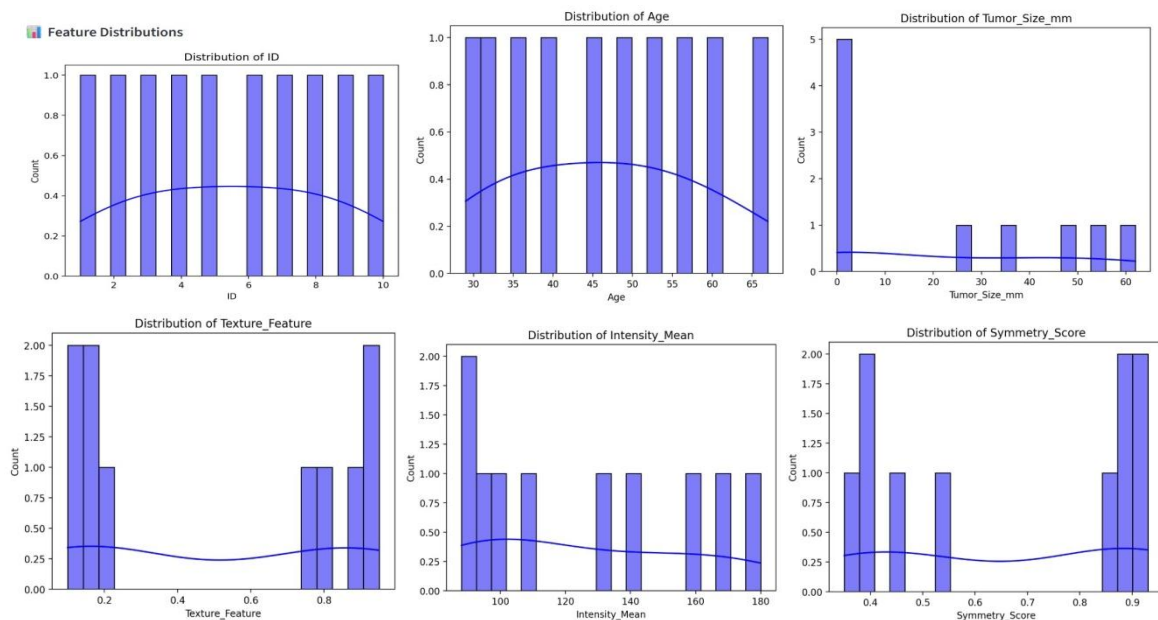 📊 Feature Distributions
Distribution of ID
Count
1.0
0.8
0.6
0.4
0.2
0.0
2 4 6 8 10
ID
Distribution of Age
Count
1.0
0.8
0.6
0.4
0.2
0.0
30 35 40 45 50 55 60 65
Age
Distribution of Tumor_Size_mm
Count
5
4
3
2
1
0
0 10 20 30 40 50 60
Tumor_Size_mm
Distribution of Texture_Feature
Count
2.00
1.75
1.50
1.25
1.00
0.75
0.50
0.25
0.00
0.2 0.4 0.6 0.8
Texture_Feature
Distribution of Intensity_Mean
Count
2.00
1.75
1.50
1.25
1.00
0.75
0.50
0.25
0.00
100 120 140 160 180
Intensity_Mean
Distribution of Symmetry_Score
Count
2.00
1.75
1.50
1.25
1.00
0.75
0.50
0.25
0.00
0.4 0.5 0.6 0.7 0.8 0.9
Symmetry_Score